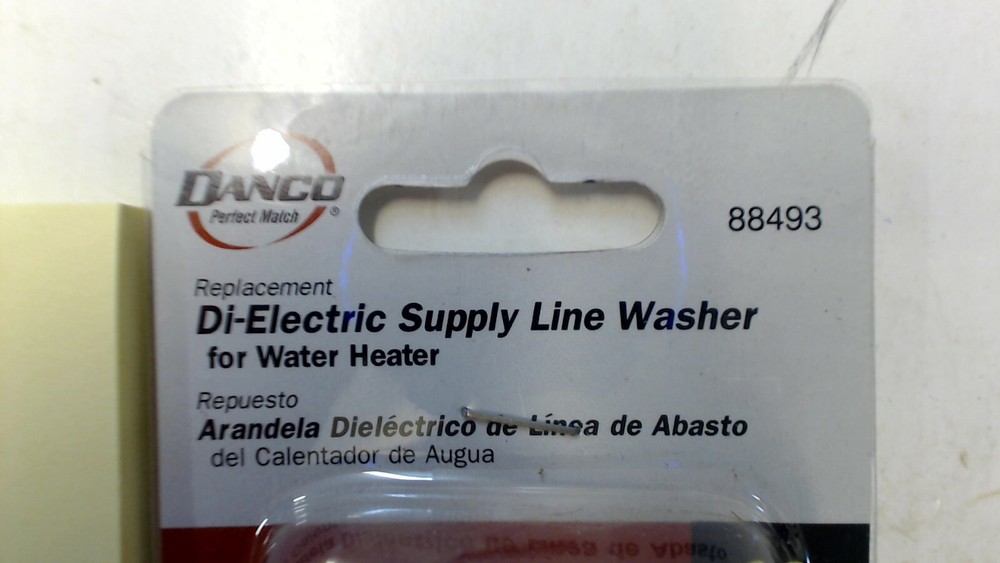 DANCO
Perfect Match ®
88493
Replacement
Di-Electric Supply Line Washer
for Water Heater
Repuesto
Arandela Dieléctrico de Línea de Abasto
del Calentador de Augua